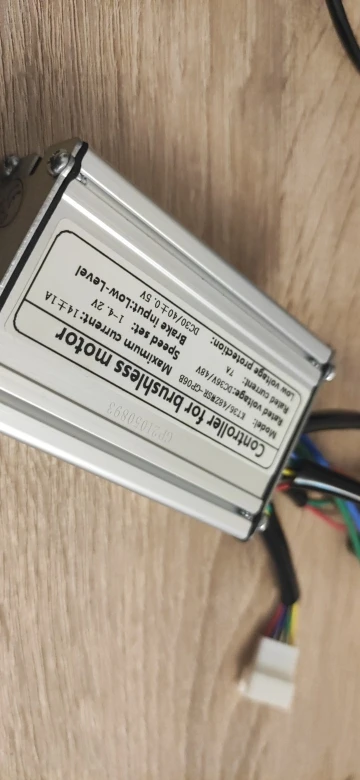 Controller for brushless motor
Model: KT36/48ZWSR-GP06B
Rated voltage: DC36V/48V
Maximum current: 14±1A
Rated current: 7A
Speed set: 1-4.2V
Low voltage protection:
Brake input: Low-Level
DC30/40±0.5V